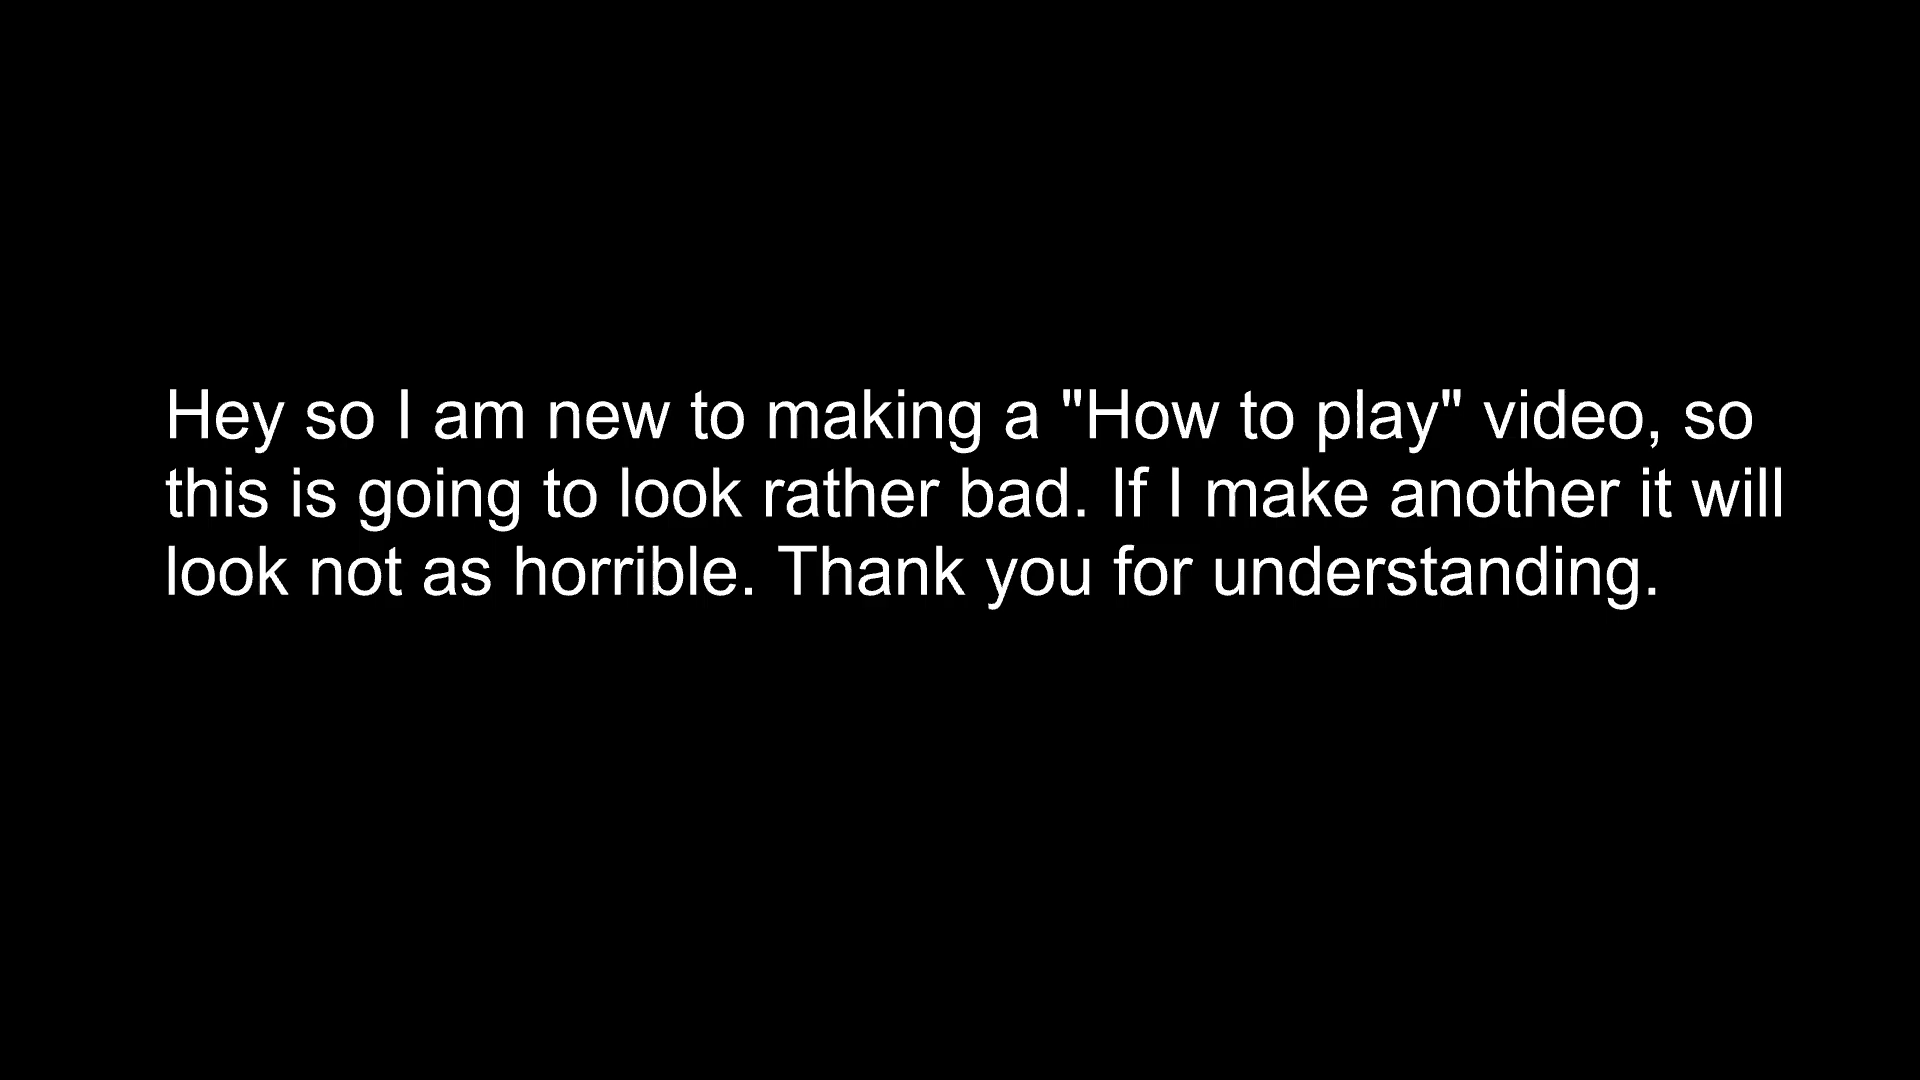 Hey so I am new to making a "How to play" video, so
this is going to look rather bad. If I make another it will
look not as horrible. Thank you for understanding.